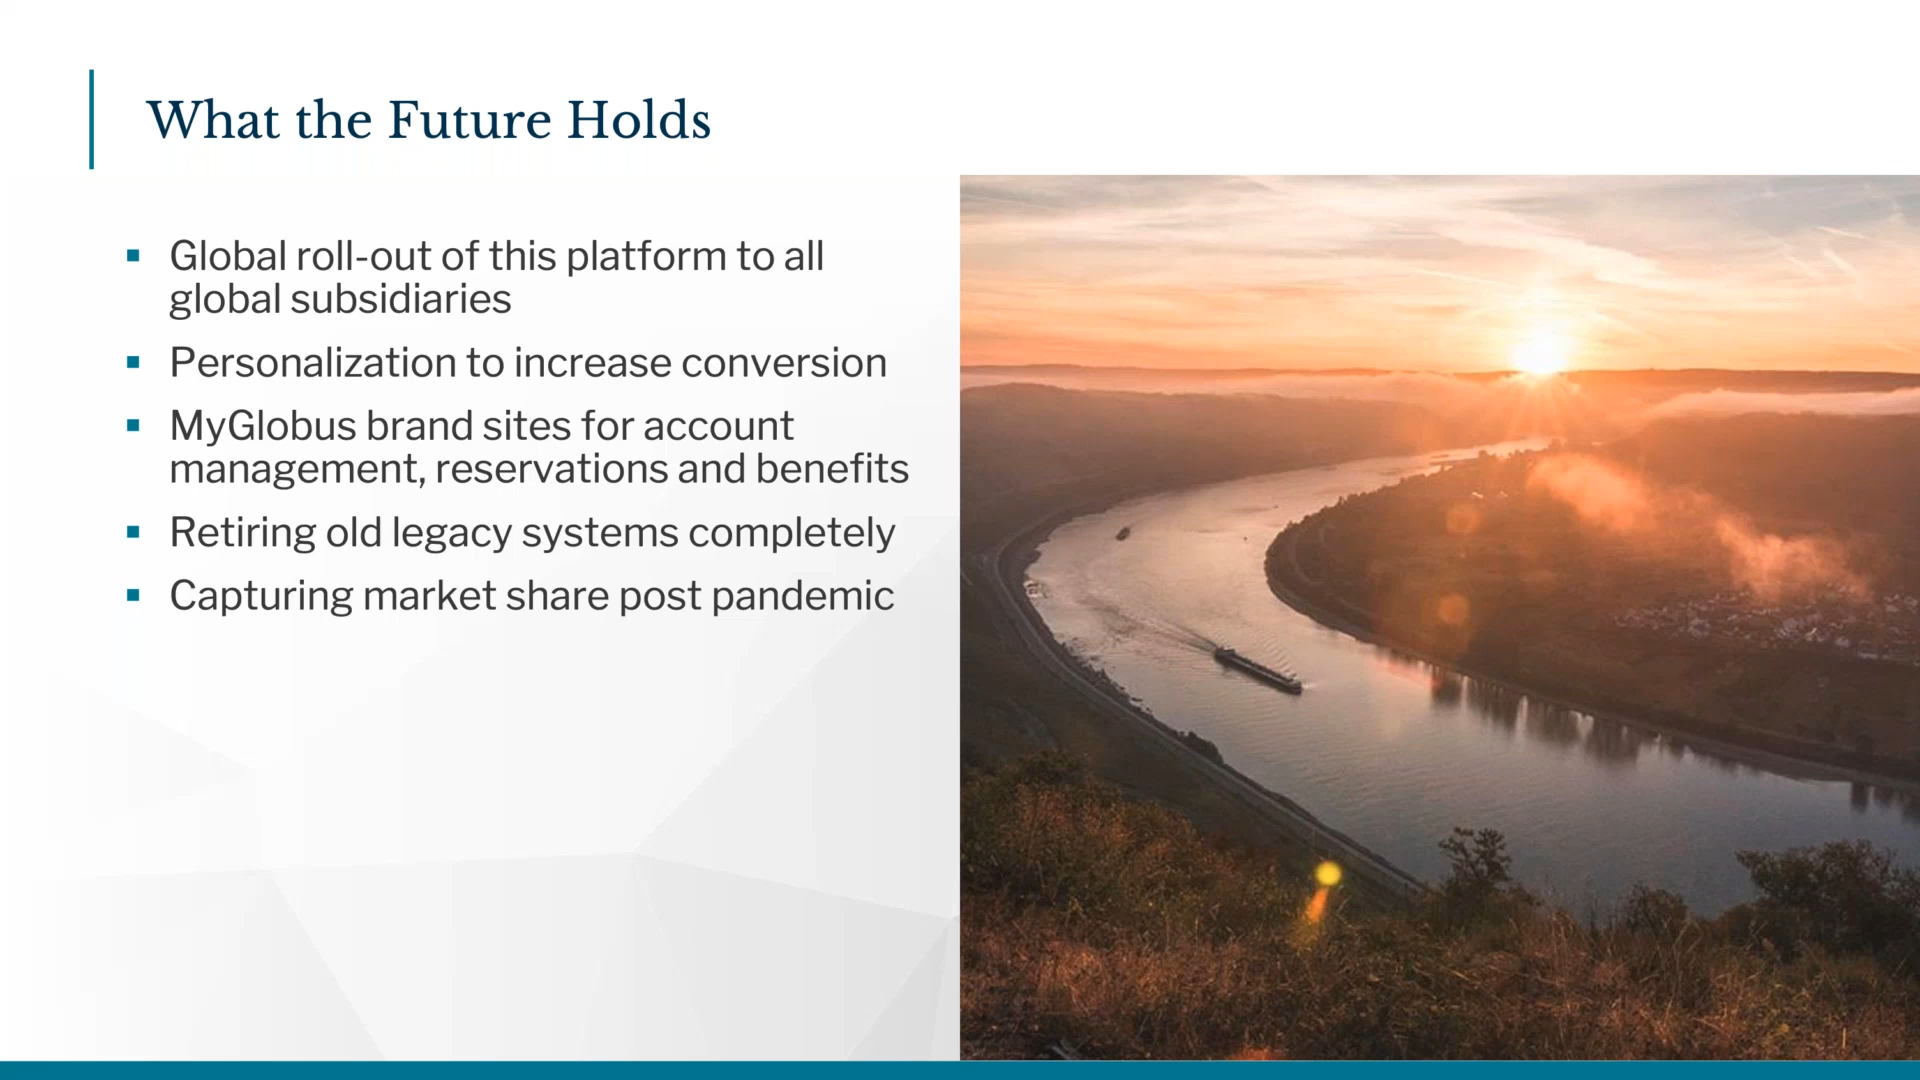 What the Future Holds
Global roll-out of this platform to all
global subsidiaries
Personalization to increase conversion
MyGlobus brand sites for account
management, reservations and benefits
Retiring old legacy systems completely
Capturing market share post pandemic